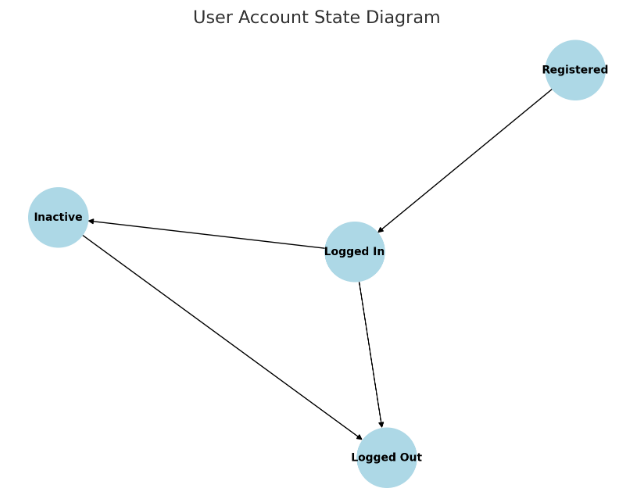 User Account State Diagram
Registered
Inactive
Logged In
Logged Out